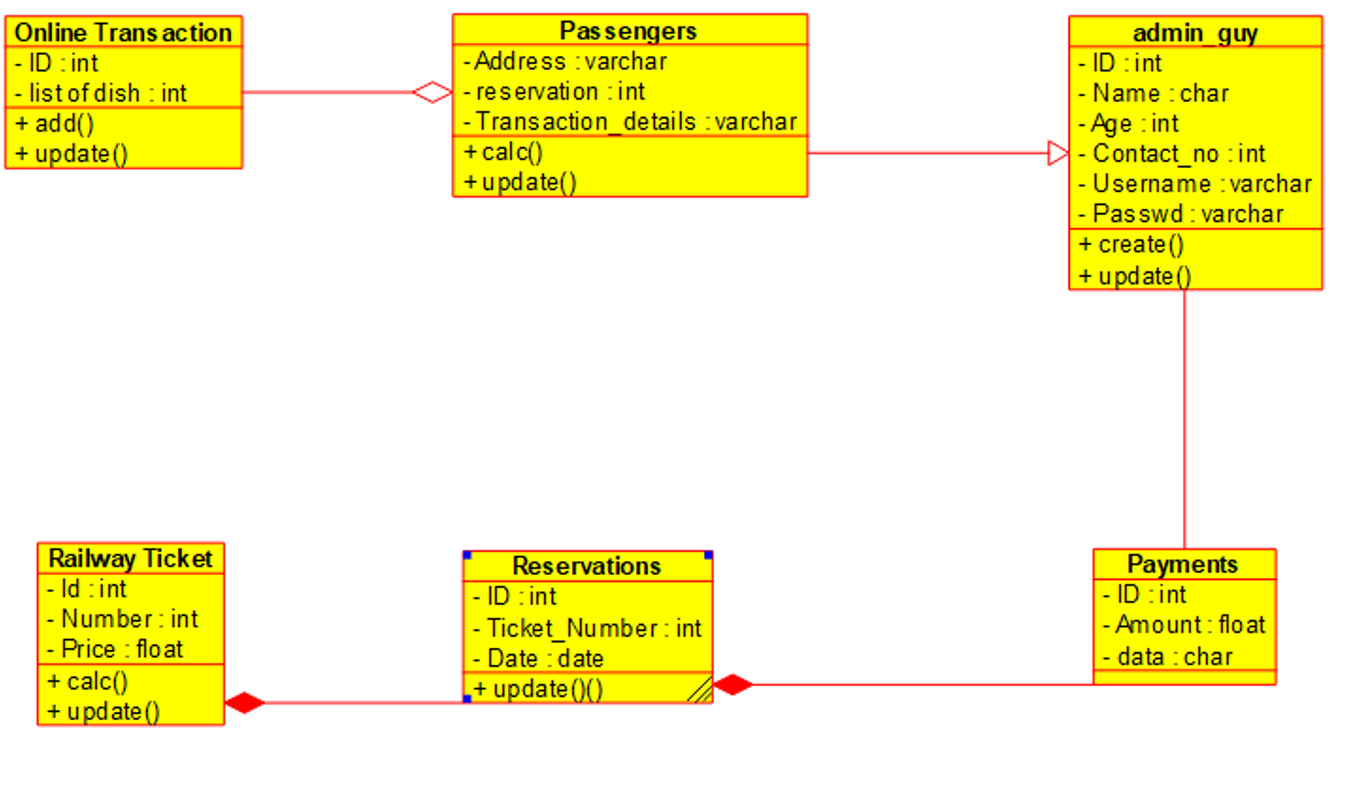 Online Transaction
- ID : int
- list of dish : int
+ add()
+ update()
Passengers
- Address : varchar
- reservation : int
- Transaction_details : varchar
+ calc()
+ update()
admin_guy
- ID : int
- Name : char
- Age : int
- Contact_no : int
- Username : varchar
- Passwd : varchar
+ create()
+ update()
Railway Ticket
- Id : int
- Number : int
- Price : float
+ calc()
+ update()
Reservations
- ID : int
- Ticket_Number : int
- Date : date
+ update()()
Payments
- ID : int
- Amount : float
- data : char